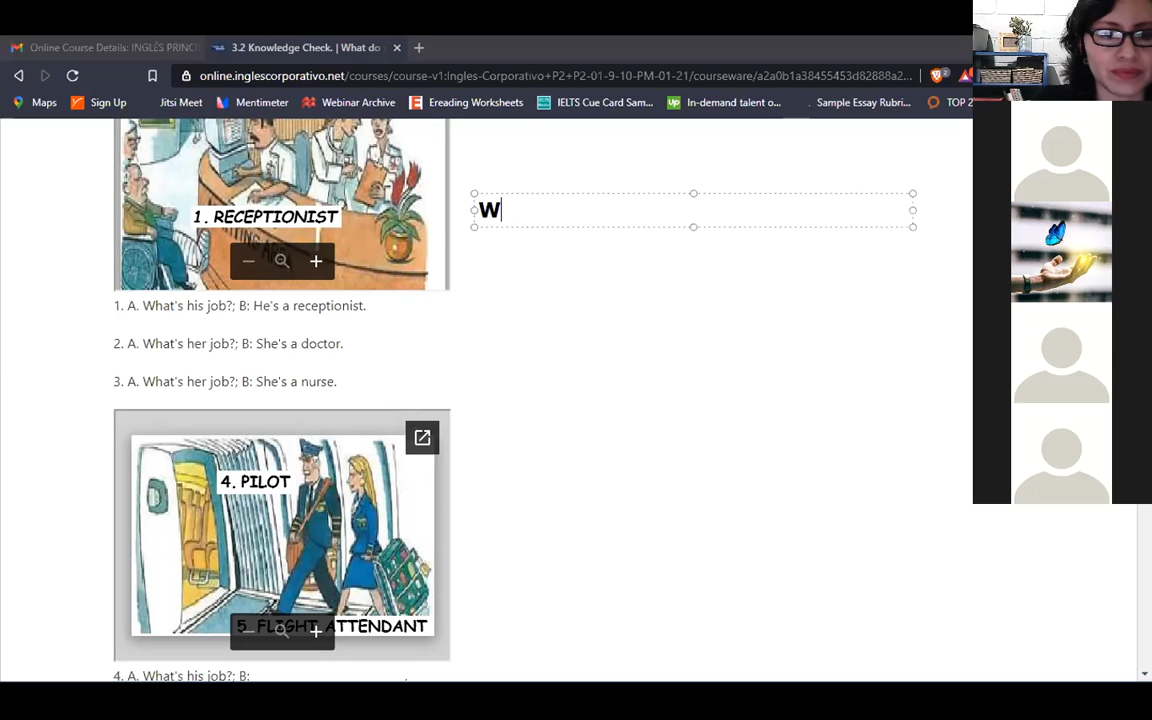 Online Course Details: INGLÉS PRINC
3.2 Knowledge Check. | What do
online.inglescorporativo.net/courses/course-v1:Ingles-Corporativo+P2+P2-01-9-10-PM-01-21/courseware/a2a0b1a38455453d82888a2...
2
Maps
Sign Up
Jitsi Meet
Mentimeter
Webinar Archive
Ereading Worksheets
IELTS Cue Card Sam...
In-demand talent o...
Sample Essay Rubri...
TOP 2
1. RECEPTIONIST
W
1. A. What's his job?; B: He's a receptionist.
2. A. What's her job?; B: She's a doctor.
3. A. What's her job?; B: She's a nurse.
4. PILOT
5. FLIGHT ATTENDANT
4. A. What's his job?; B: